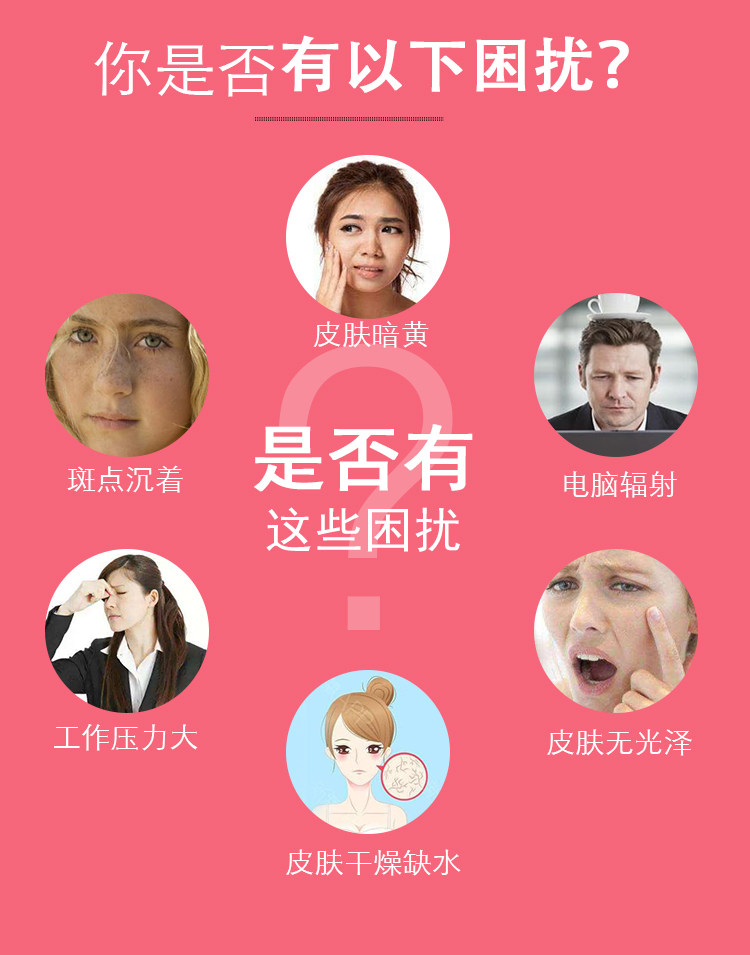 你是否有以下困扰?
皮肤暗黄
斑点沉着
电脑辐射
?
是否有
这些困扰
工作压力大
皮肤无光泽
皮肤干燥缺水